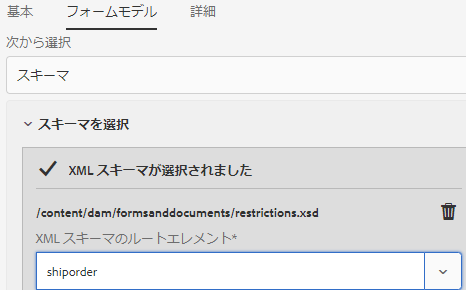 基本 フォームモデル 詳細
次から選択
スキーマ
スキーマを選択
XML スキーマが選択されました
/content/dam/formsanddocuments/restrictions.xsd
XML スキーマのルートエレメント*
shiporder